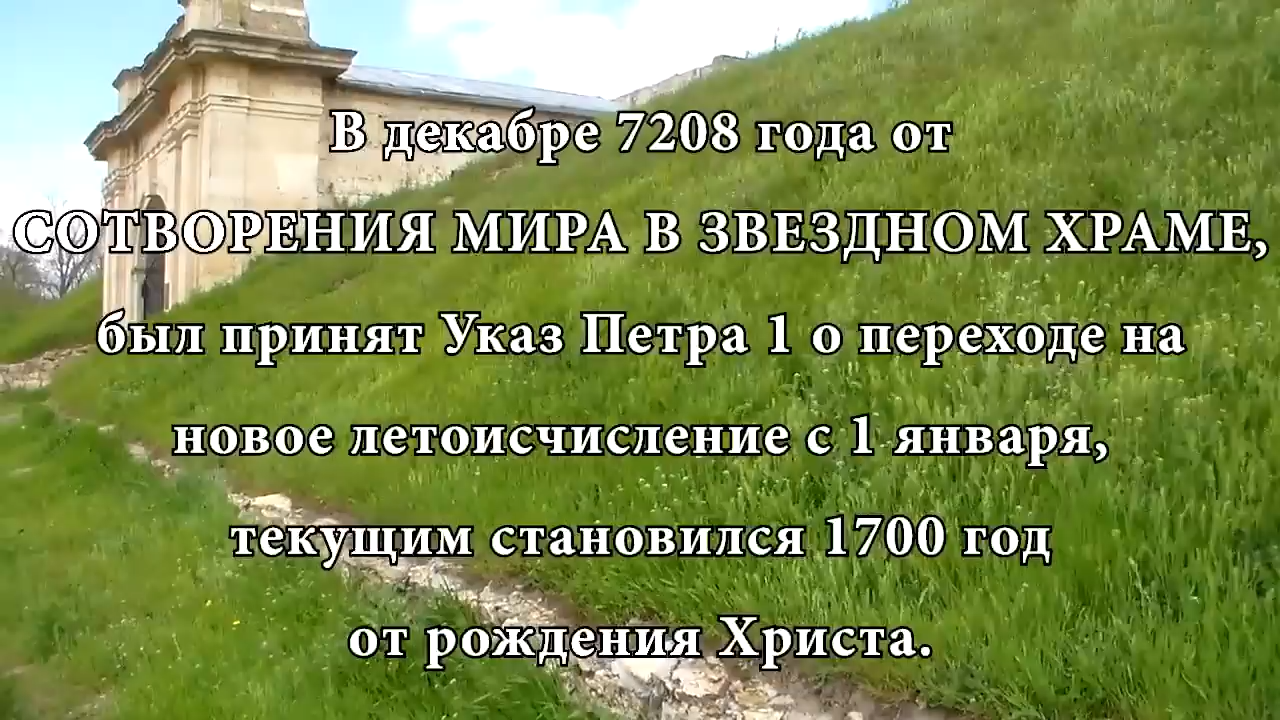 В декабре 7208 года от
СОТВОРЕНИЯ МИРА В ЗВЕЗДНОМ ХРАМЕ,
был принят Указ Петра 1 о переходе на
новое летоисчисление с 1 января,
текущим становился 1700 год
от рождения Христа.